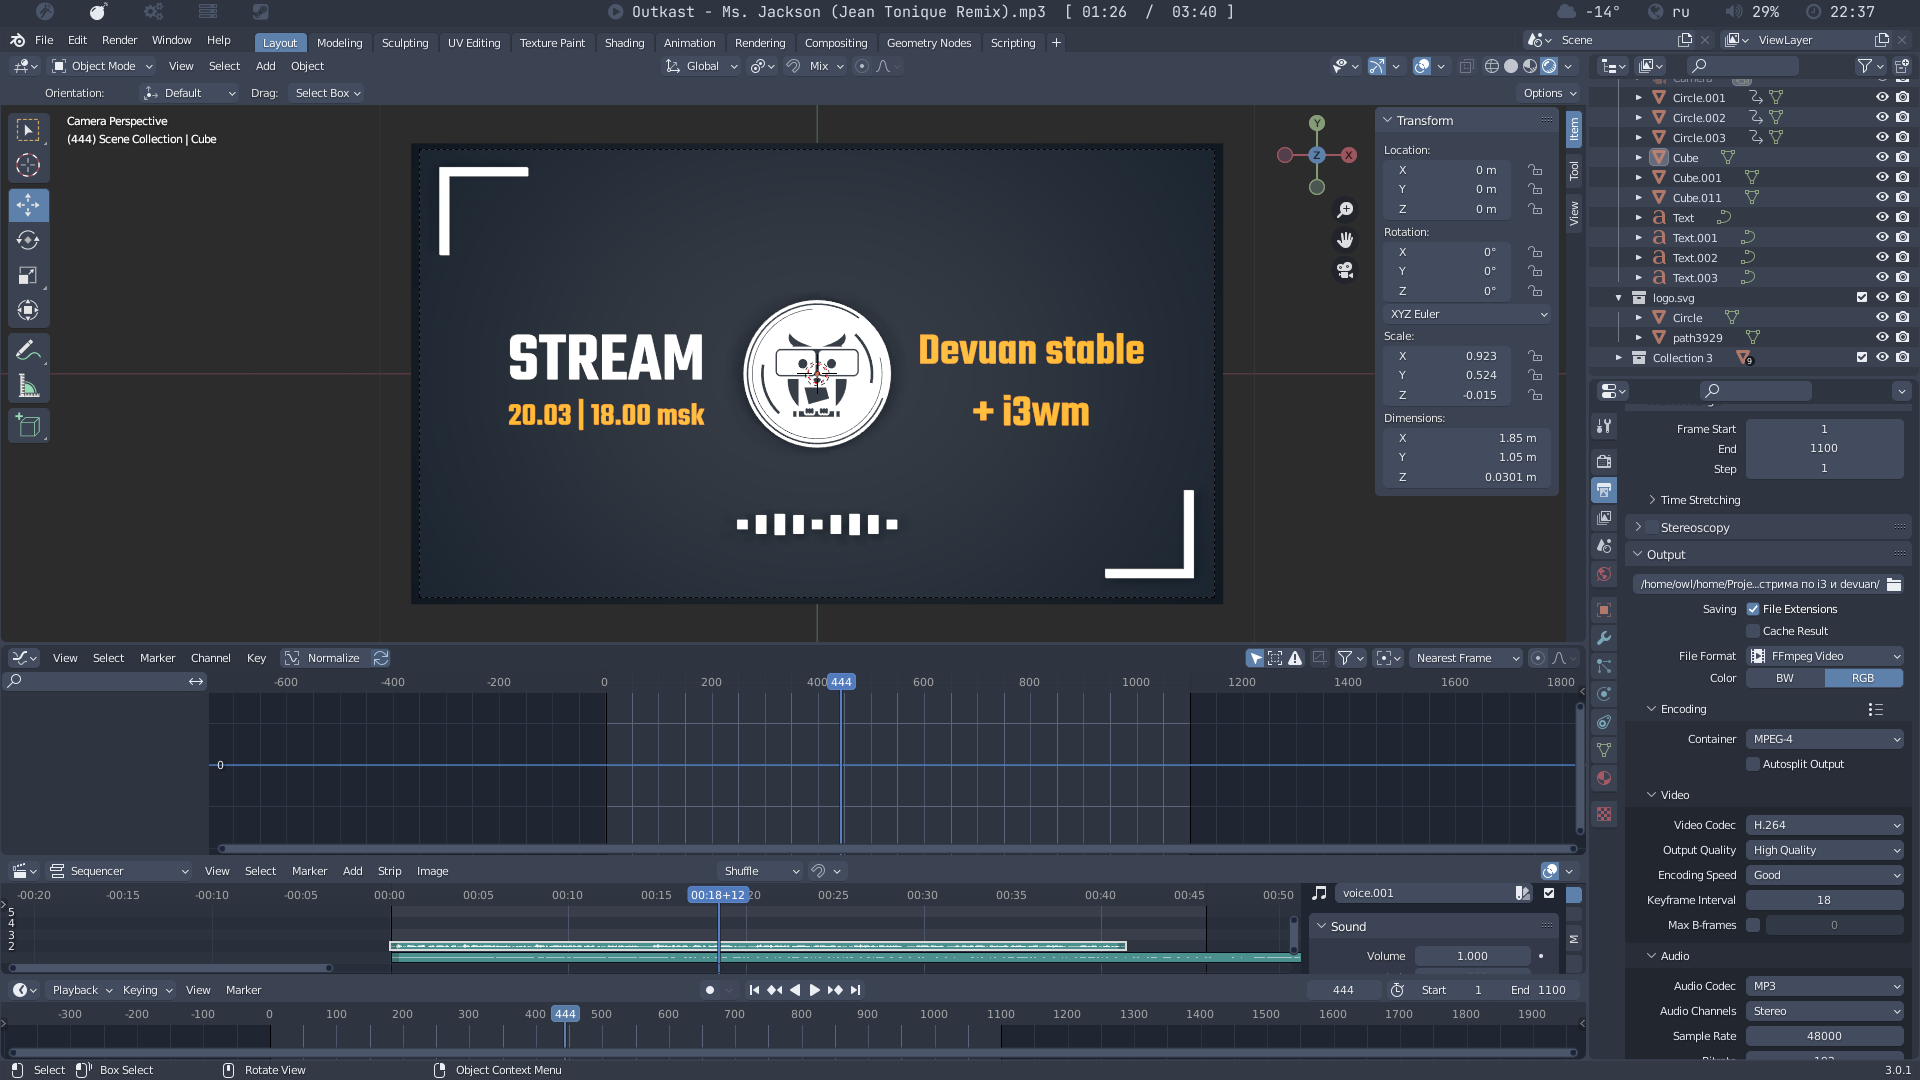 Outkast - Ms. Jackson (Jean Tonique Remix).mp3 [ 01:26 / 03:40 ]
-14°
ru
29%
22:37
File Edit Render Window Help
Layout Modeling Sculpting UV Editing Texture Paint Shading Animation Rendering Compositing Geometry Nodes Scripting +
Scene
ViewLayer
Object Mode View Select Add Object
Global
Mix
Orientation: Default Drag: Select Box
Options
Camera Perspective
(444) Scene Collection | Cube
STREAM
20.03 | 18.00 msk
Devuan stable
+ i3wm
Y
Z
X
Transform
Location:
X 0 m
Y 0 m
Z 0 m
Rotation:
X 0°
Y 0°
Z 0°
XYZ Euler
Scale:
X 0.923
Y 0.524
Z -0.015
Dimensions:
X 1.85 m
Y 1.05 m
Z 0.0301 m
Item
Tool
View
Circle.001
Circle.002
Circle.003
Cube
Cube.001
Cube.011
Text
Text.001
Text.002
Text.003
logo.svg
Circle
path3929
Collection 3 9
Frame Start 1
End 1100
Step 1
Time Stretching
Stereoscopy
Output
/home/owl/home/Proje...стрима по i3 и devuan/
Saving File Extensions
Cache Result
File Format FFmpeg Video
Color BW RGB
Encoding
Container MPEG-4
Autosplit Output
Video
Video Codec H.264
Output Quality High Quality
Encoding Speed Good
Keyframe Interval 18
Max B-frames 0
Audio
Audio Codec MP3
Audio Channels Stereo
Sample Rate 48000
View Select Marker Channel Key Normalize
Nearest Frame
-600 -400 -200 0 200 400 444 600 800 1000 1200 1400 1600 1800
0
Sequencer View Select Marker Add Strip Image
Shuffle
-00:20 -00:15 -00:10 -00:05 00:00 00:05 00:10 00:15 00:18+12 20 00:25 00:30 00:35 00:40 00:45 00:50
5
4
3
2
voice.001
Sound
Volume 1.000
M
Playback Keying View Marker
444 Start 1 End 1100
-300 -200 -100 0 100 200 300 400 444 500 600 700 800 900 1000 1100 1200 1300 1400 1500 1600 1700 1800 1900
Select Box Select Rotate View Object Context Menu
3.0.1